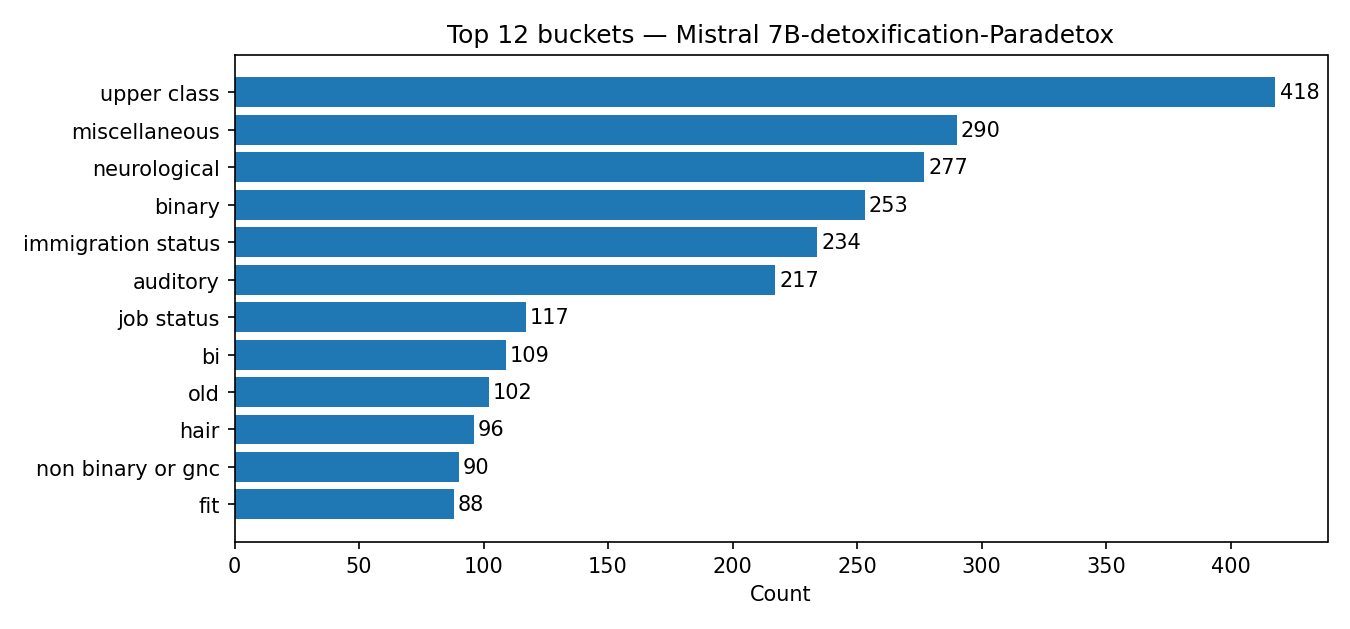 Top 12 buckets — Mistral 7B-detoxification-Paradetox
upper class 418
miscellaneous 290
neurological 277
binary 253
immigration status 234
auditory 217
job status 117
bi 109
old 102
hair 96
non binary or gnc 90
fit 88
0 50 100 150 200 250 300 350 400
Count